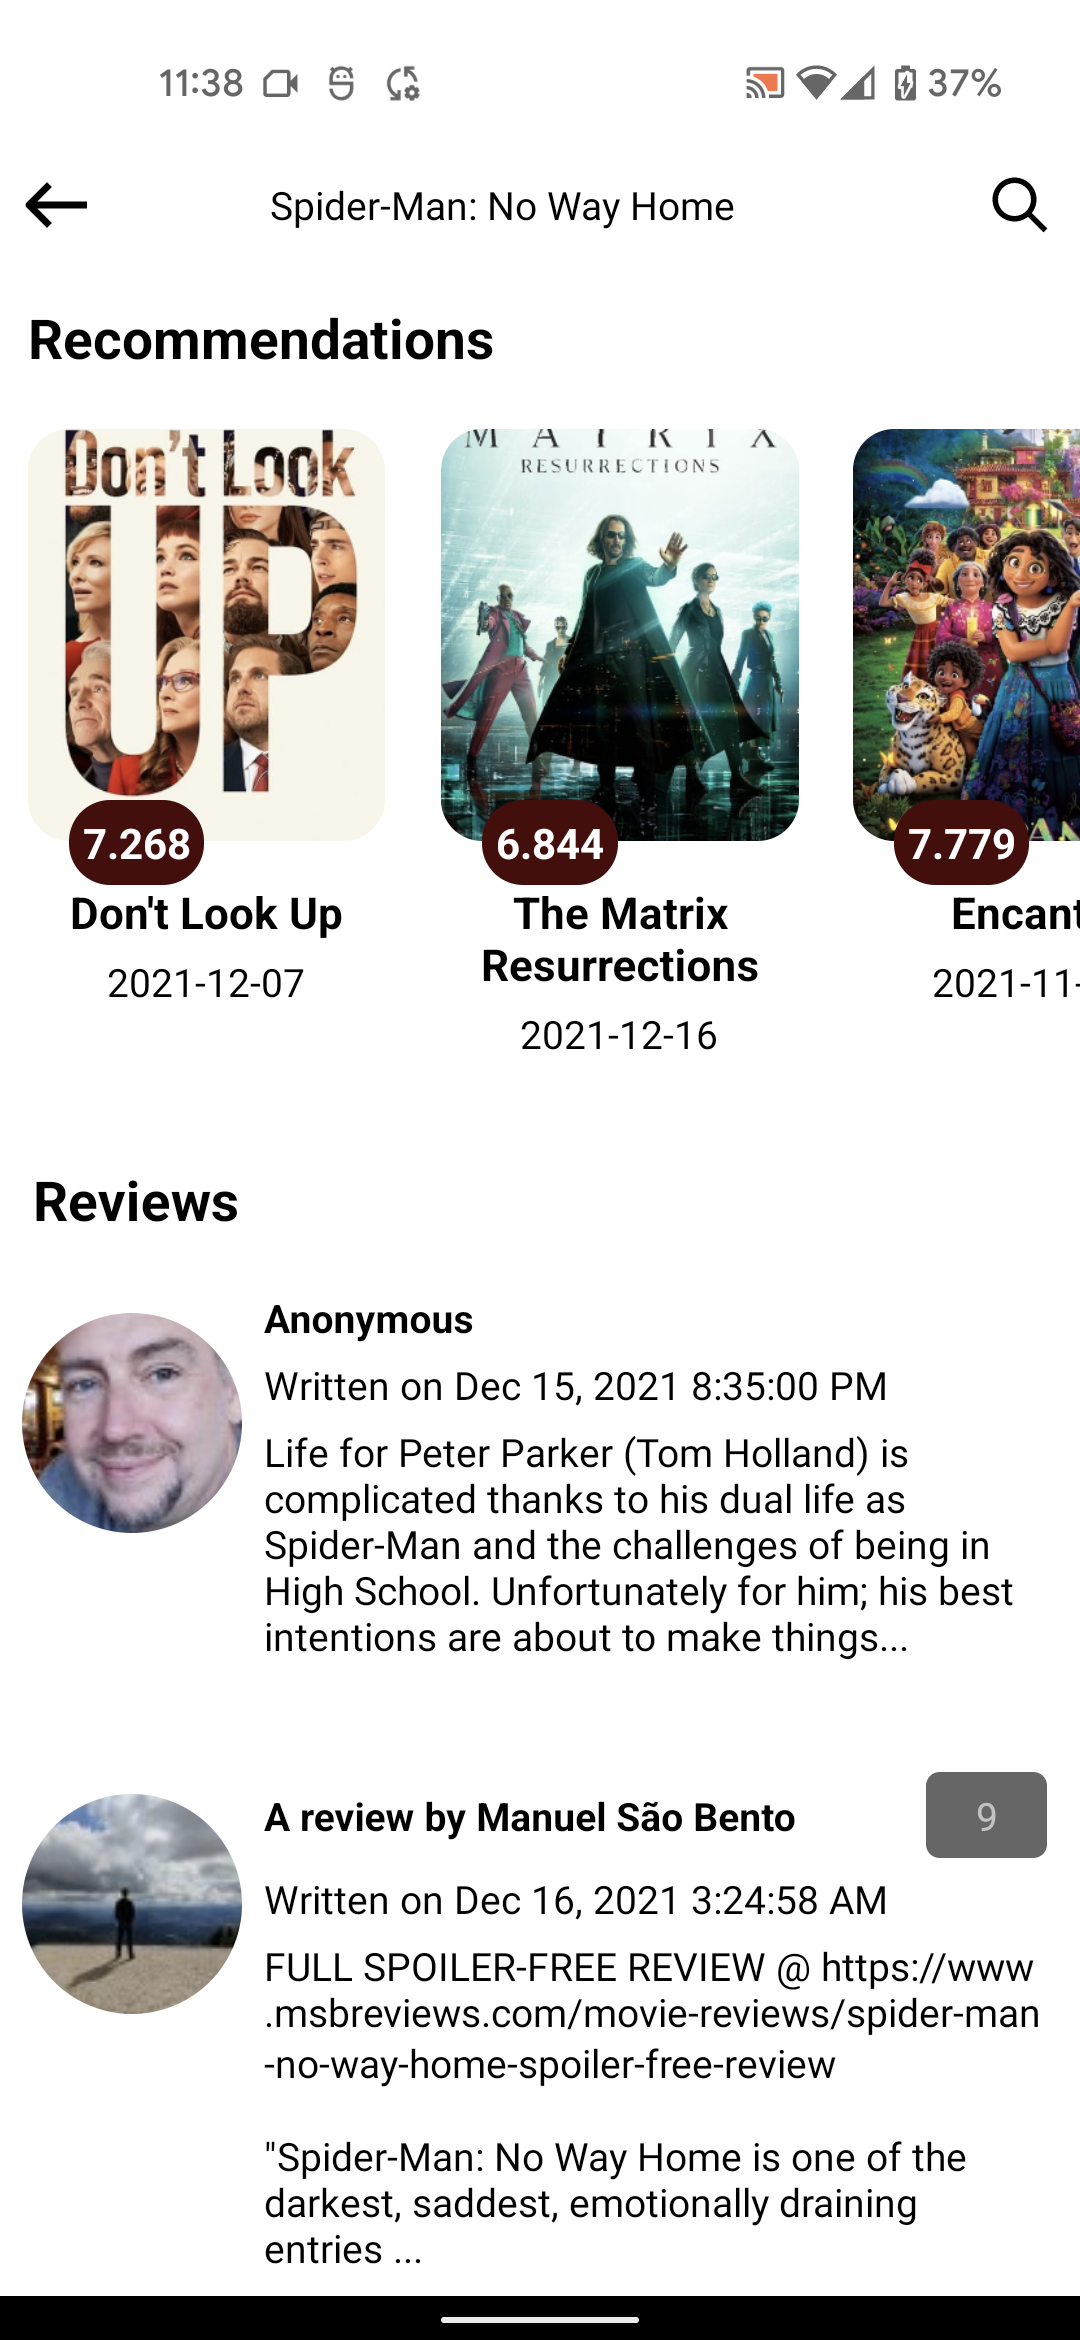 11:38
37%
Spider-Man: No Way Home
Recommendations
Don't Look
UP
MATRIX
RESURRECTIONS
7.268
6.844
7.779
Don't Look Up
2021-12-07
The Matrix
Resurrections
2021-12-16
Encant
2021-11-
Reviews
Anonymous
Written on Dec 15, 2021 8:35:00 PM
Life for Peter Parker (Tom Holland) is
complicated thanks to his dual life as
Spider-Man and the challenges of being in
High School. Unfortunately for him; his best
intentions are about to make things...
A review by Manuel São Bento
9
Written on Dec 16, 2021 3:24:58 AM
FULL SPOILER-FREE REVIEW @ https://www
.msbreviews.com/movie-reviews/spider-man
-no-way-home-spoiler-free-review
"Spider-Man: No Way Home is one of the
darkest, saddest, emotionally draining
entries ...